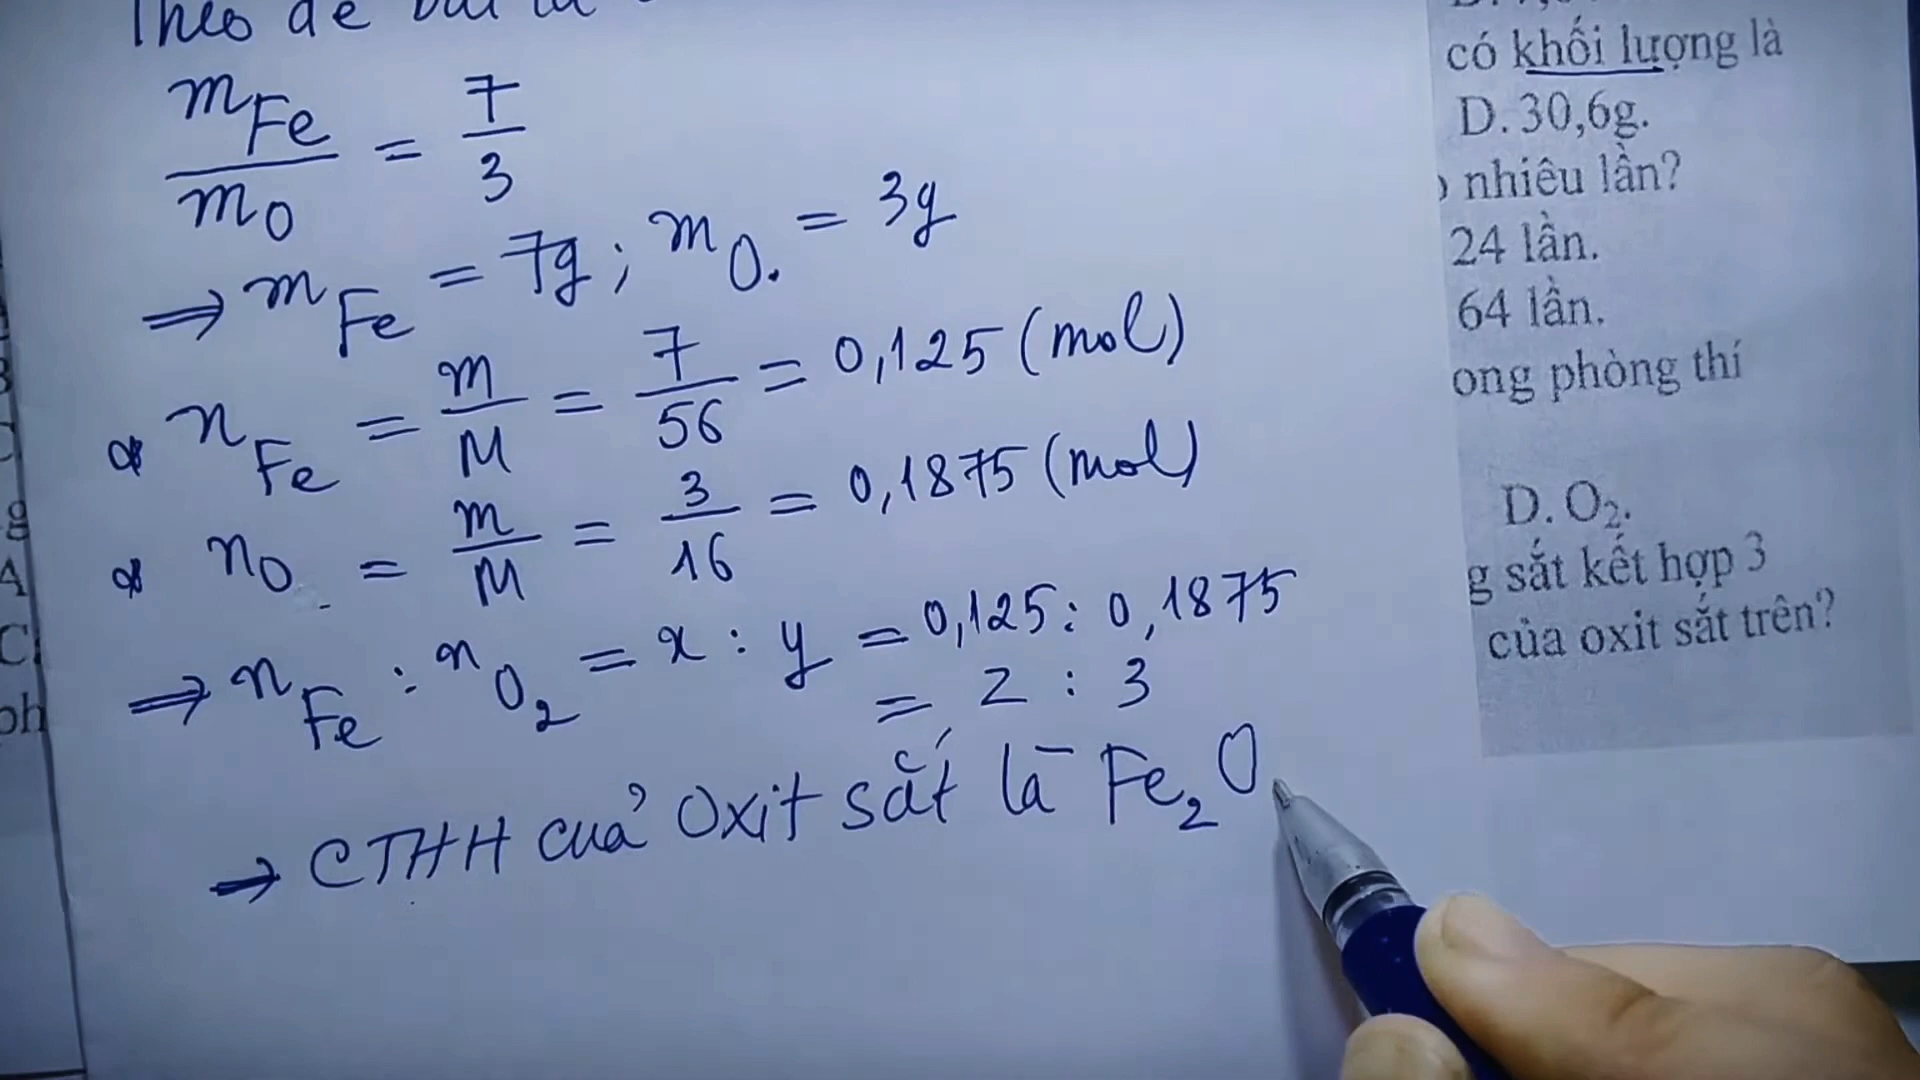 Theo đề bài ta
mFe/mO = 7/3
⇒ mFe = 7g ; mO. = 3g
nFe = m/M = 7/56 = 0,125 (mol)
nO = m/M = 3/16 = 0,1875 (mol)
⇒ nFe : nO2 = x : y = 0,125 : 0,1875
= 2 : 3
→ CTHH của Oxit sắt là Fe2O
có khối lượng là
D. 30,6g.
nhiêu lần?
24 lần.
64 lần.
ong phòng thí
D. O2.
g sắt kết hợp 3
của oxit sắt trên?